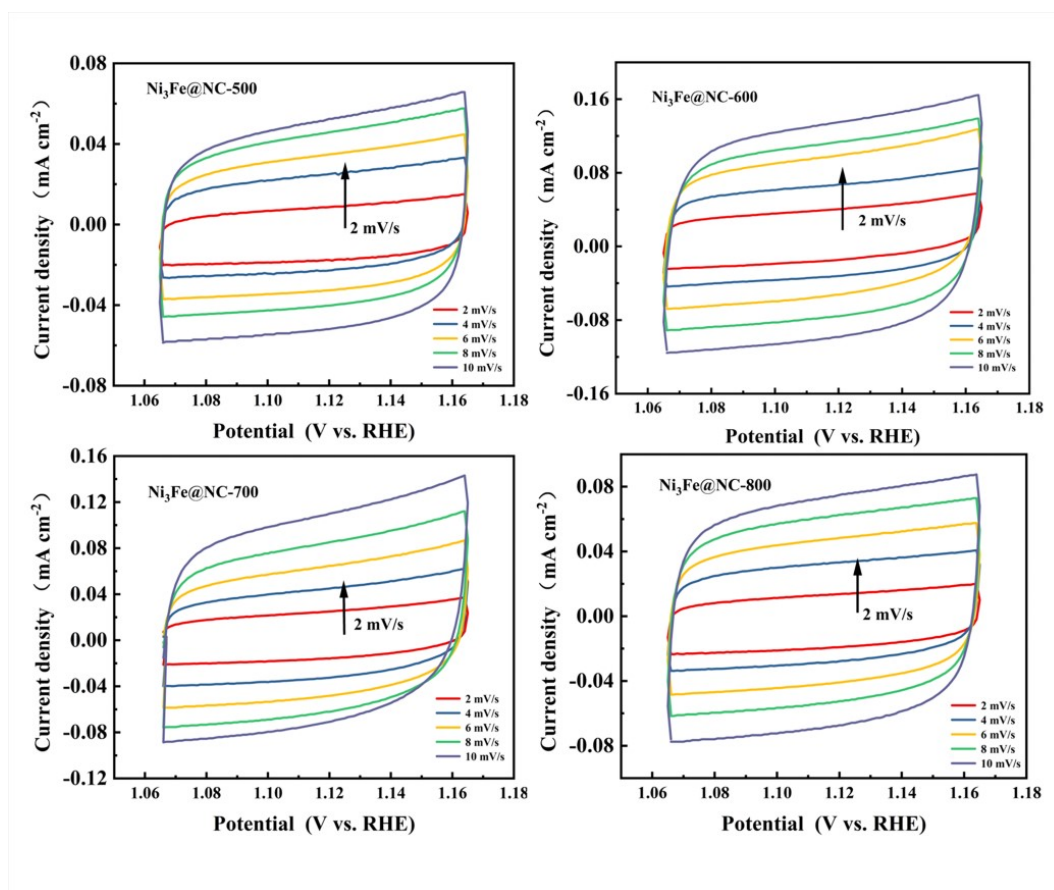 Ni₃Fe@NC-500
Current density （mA cm⁻²)
0.08
0.04
0.00
-0.04
-0.08
2 mV/s
2 mV/s
4 mV/s
6 mV/s
8 mV/s
10 mV/s
1.06 1.08 1.10 1.12 1.14 1.16 1.18
Potential (V vs. RHE)
Ni₃Fe@NC-600
Current density （mA cm⁻²)
0.16
0.08
0.00
-0.08
-0.16
2 mV/s
2 mV/s
4 mV/s
6 mV/s
8 mV/s
10 mV/s
1.06 1.08 1.10 1.12 1.14 1.16 1.18
Potential (V vs. RHE)
Ni₃Fe@NC-700
Current density （mA cm⁻²)
0.16
0.12
0.08
0.04
0.00
-0.04
-0.08
-0.12
2 mV/s
2 mV/s
4 mV/s
6 mV/s
8 mV/s
10 mV/s
1.06 1.08 1.10 1.12 1.14 1.16 1.18
Potential (V vs. RHE)
Ni₃Fe@NC-800
Current density （mA cm⁻²)
0.08
0.04
0.00
-0.04
-0.08
2 mV/s
2 mV/s
4 mV/s
6 mV/s
8 mV/s
10 mV/s
1.06 1.08 1.10 1.12 1.14 1.16 1.18
Potential (V vs. RHE)